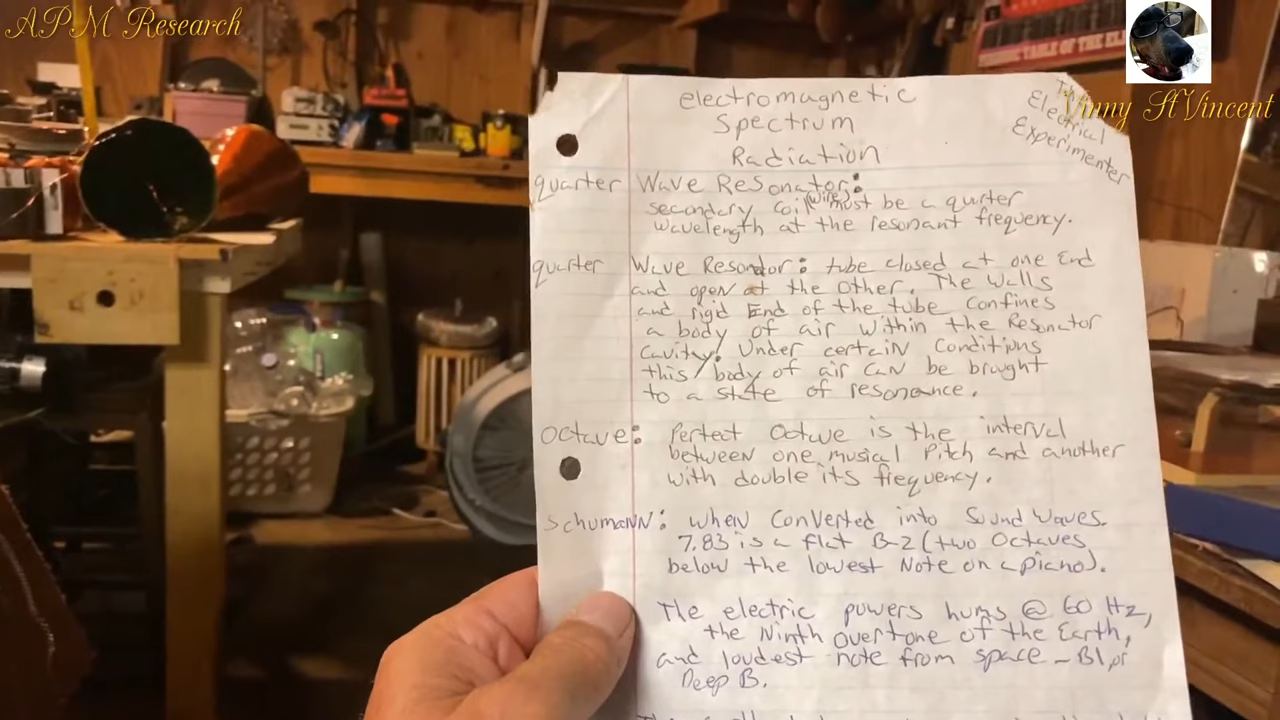 APM Research
Vinny StVincent
PERIODIC TABLE OF THE ELE
The
Electrical
Experimenter
electromagnetic
Spectrum
Radiation
quarter Wave Resonator:
secondary coil (wire) must be a quarter
wavelength at the resonant frequency.
quarter Wave Resonator: tube closed at one End
and open at the other. The Walls
and rigid End of the tube confines
a body of air within the Resonator
cavity. Under certain conditions
this body of air can be brought
to a state of resonance.
octave: Perfect Octave is the interval
between one musical Pitch and another
with double its frequency.
Schumann: When Converted into Sound Waves
7.83 is a flat B-2 (two Octaves
below the lowest Note on a piano).
The electric powers hums @ 60 Hz,
the Ninth overtone of the Earth,
and loudest note from space - B1, or
Deep B.